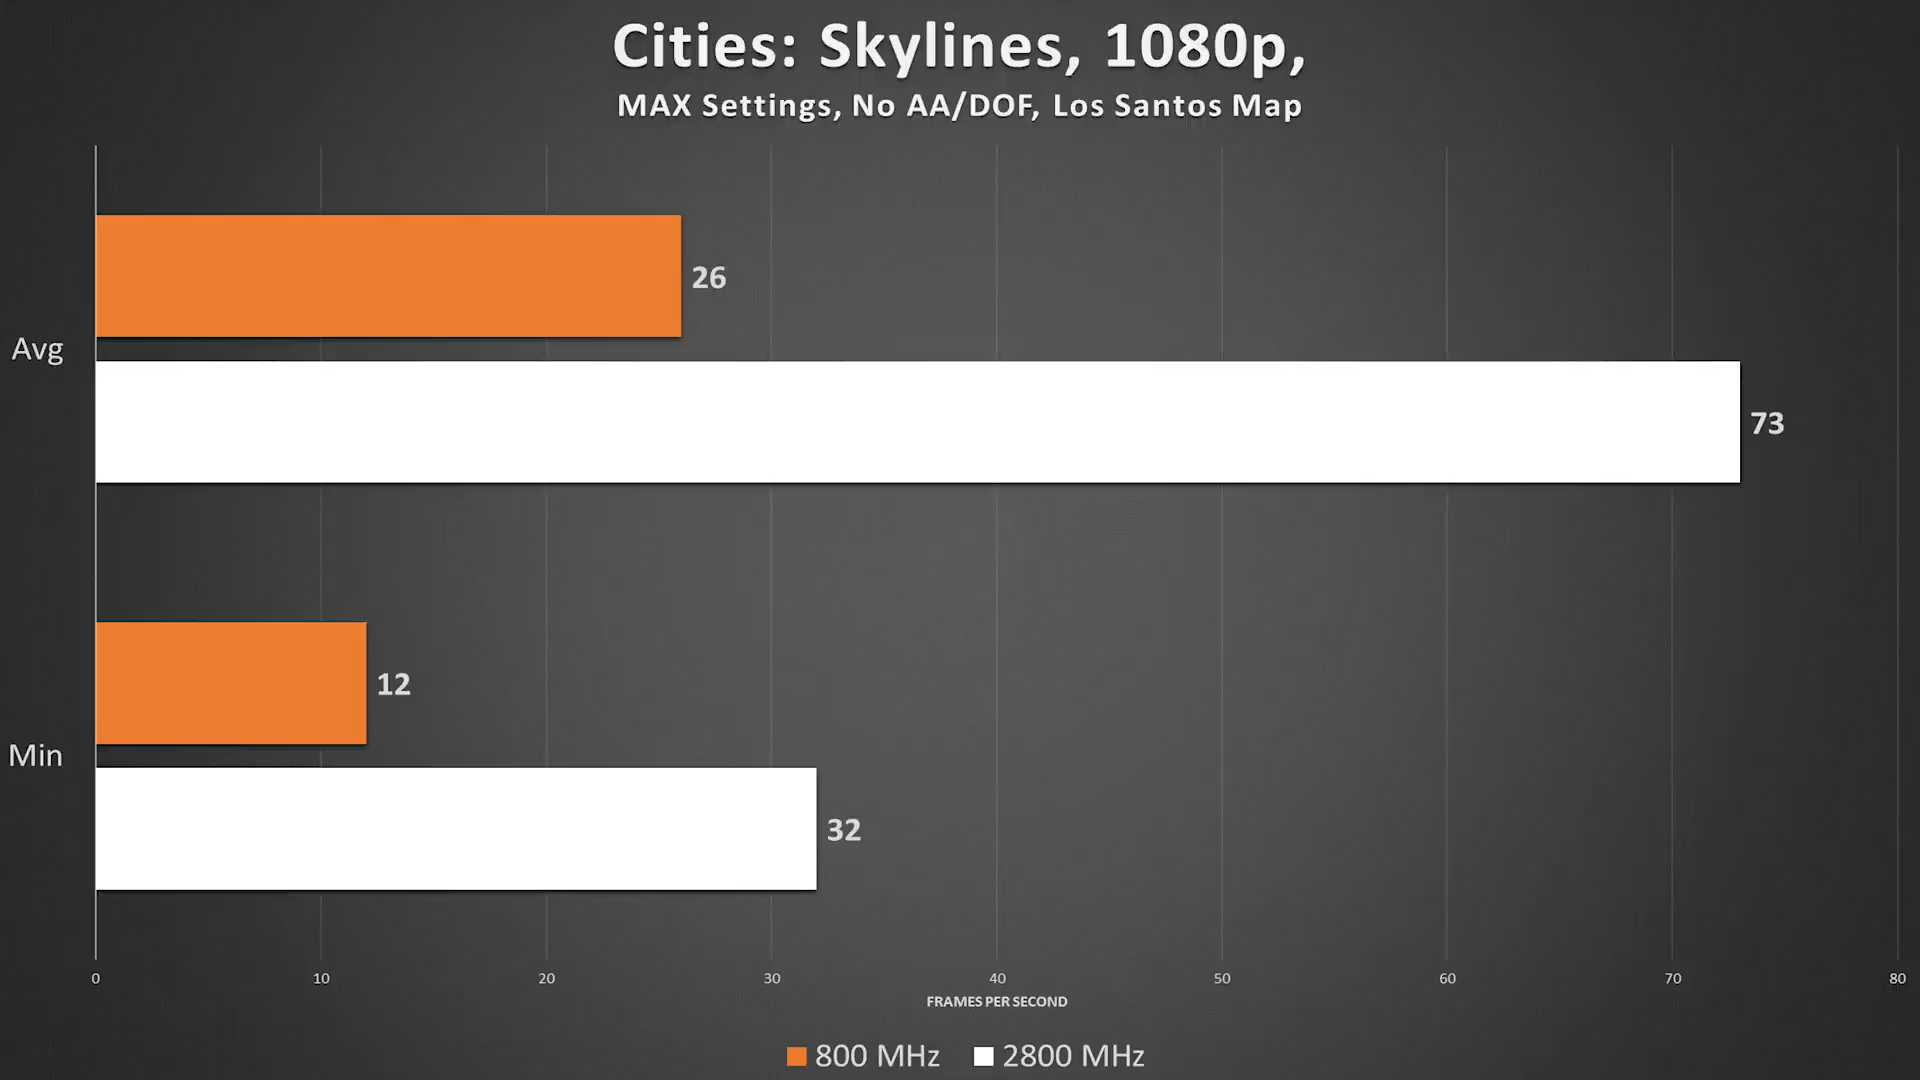 Cities: Skylines, 1080p,
MAX Settings, No AA/DOF, Los Santos Map
26
Avg
73
12
Min
32
0 10 20 30 40 50 60 70 80
FRAMES PER SECOND
800 MHz 2800 MHz